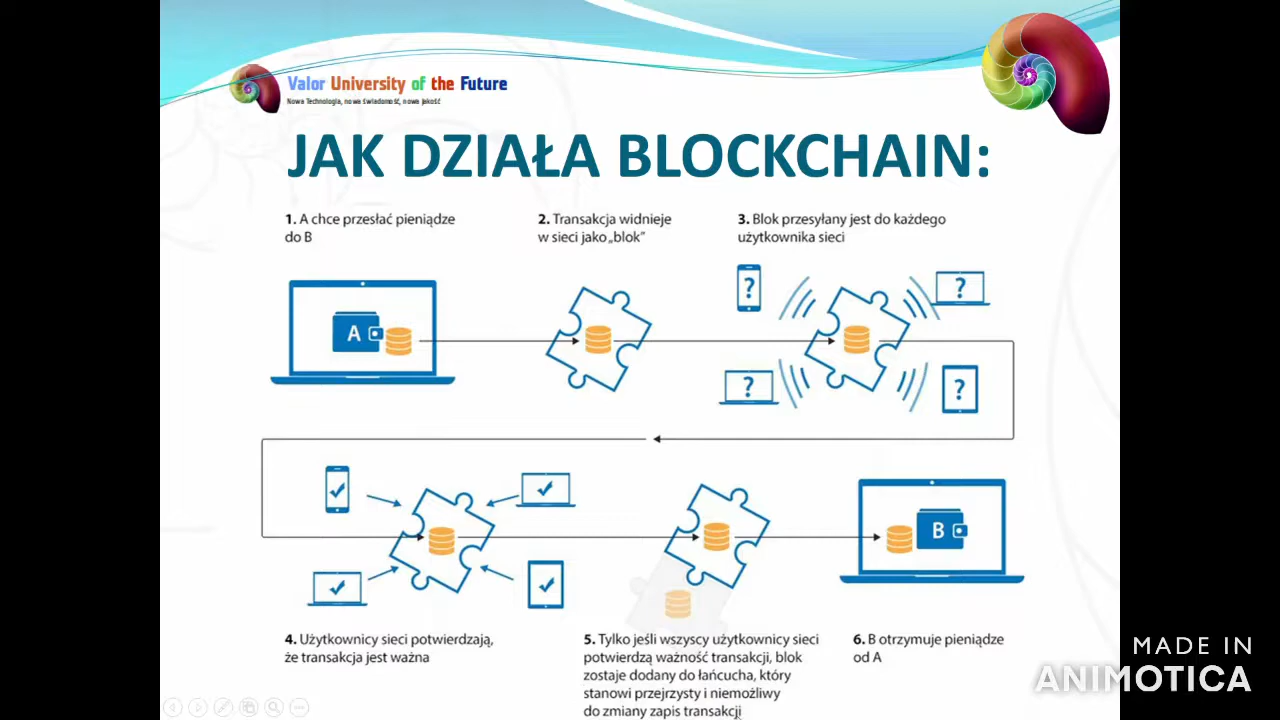 Valor University of the Future
Nowa Technologia, nowa świadomość, nowa jakość
JAK DZIAŁA BLOCKCHAIN:
1. A chce przesłać pieniądze
do B
2. Transakcja widnieje
w sieci jako „blok”
3. Blok przesyłany jest do każdego
użytkownika sieci
A
?
?
?
?
B
4. Użytkownicy sieci potwierdzają,
że transakcja jest ważna
5. Tylko jeśli wszyscy użytkownicy sieci
potwierdzą ważność transakcji, blok
zostaje dodany do łańcucha, który
stanowi przejrzysty i niemożliwy
do zmiany zapis transakcji
6. B otrzymuje pieniądze
od A
MADE IN
ANIMOTICA